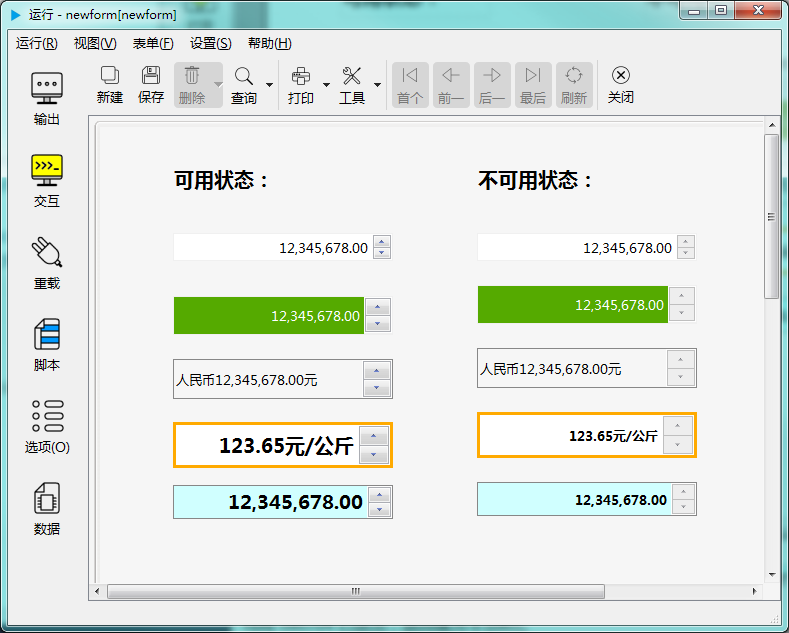 运行 - newform[newform]
运行(R) 视图(V) 表单(F) 设置(S) 帮助(H)
新建 保存 删除 查询 打印 工具 首个 前一 后一 最后 刷新 关闭
输出
交互
重载
脚本
选项(O)
数据
可用状态： 不可用状态：
12,345,678.00 12,345,678.00
12,345,678.00 12,345,678.00
人民币12,345,678.00元 人民币12,345,678.00元
123.65元/公斤 123.65元/公斤
12,345,678.00 12,345,678.00